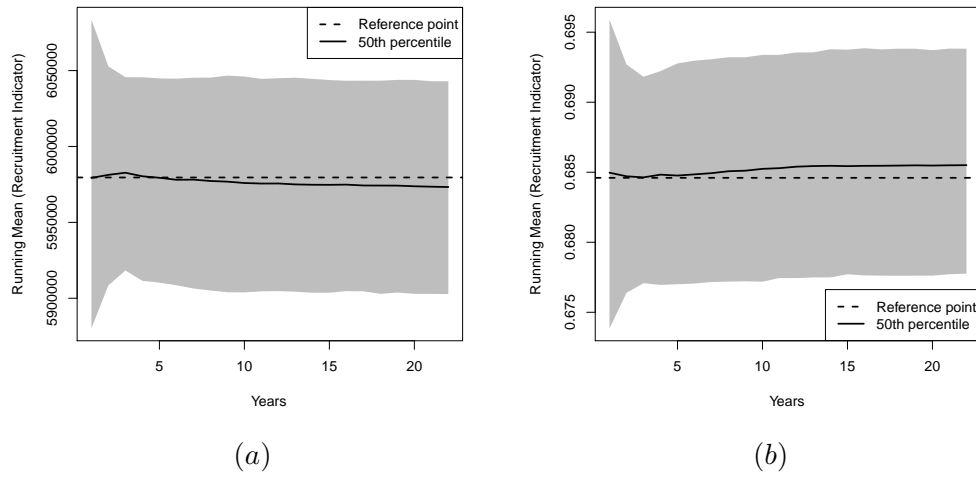 Reference point
50th percentile
6050000
6000000
5950000
5900000
Running Mean (Recruitment Indicator)
5 10 15 20
Years
(a)
0.695
0.690
0.685
0.680
0.675
Running Mean (Recruitment Indicator)
Reference point
50th percentile
5 10 15 20
Years
(b)